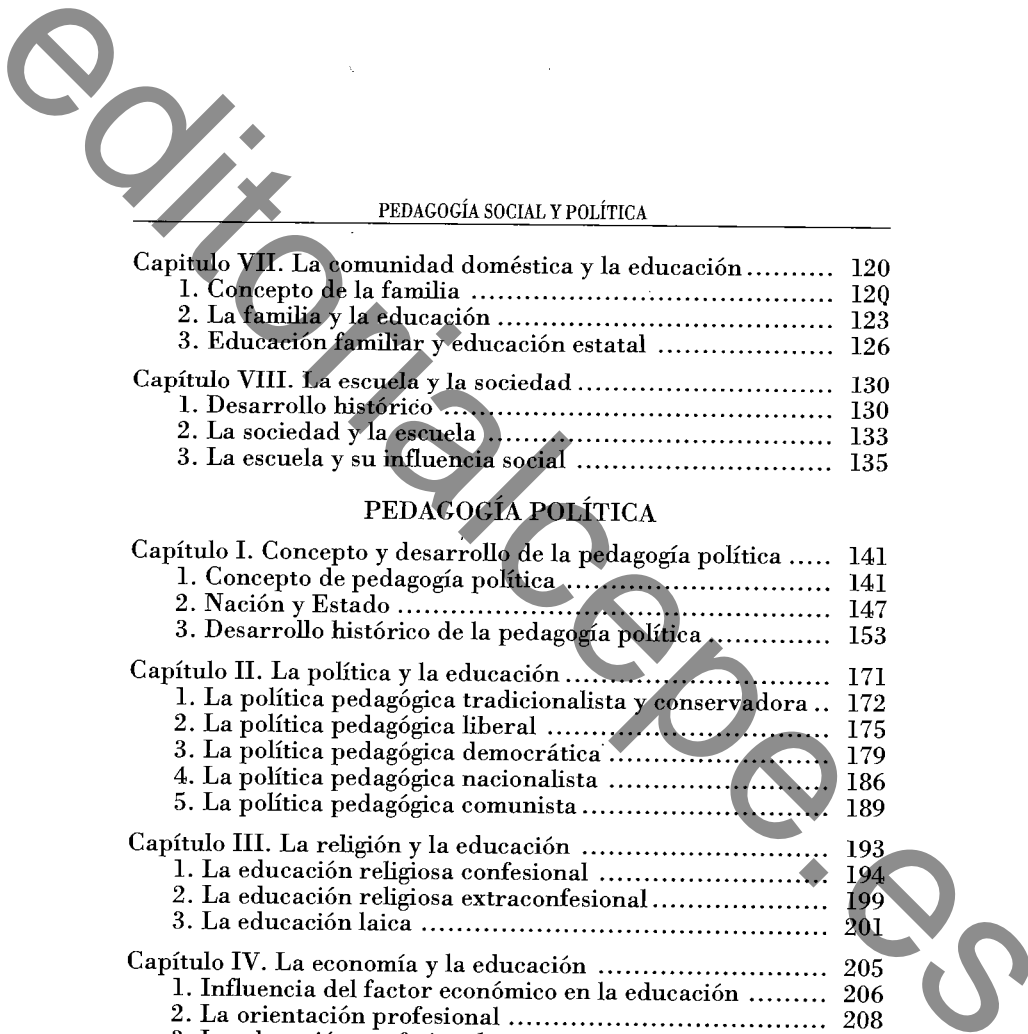 PEDAGOGÍA SOCIAL Y POLÍTICA
Capitulo VII. La comunidad doméstica y la educación.......... 120
1. Concepto de la familia .................................... 120
2. La familia y la educación .................................. 123
3. Educación familiar y educación estatal .................. 126
Capítulo VIII. La escuela y la sociedad.......................... 130
1. Desarrollo histórico ....................................... 130
2. La sociedad y la escuela ................................... 133
3. La escuela y su influencia social .......................... 135
PEDAGOGÍA POLÍTICA
Capítulo I. Concepto y desarrollo de la pedagogía política ..... 141
1. Concepto de pedagogía política ........................... 141
2. Nación y Estado ............................................ 147
3. Desarrollo histórico de la pedagogía política ............. 153
Capítulo II. La política y la educación ........................... 171
1. La política pedagógica tradicionalista y conservadora .. 172
2. La política pedagógica liberal ............................. 175
3. La política pedagógica democrática ....................... 179
4. La política pedagógica nacionalista ....................... 186
5. La política pedagógica comunista ......................... 189
Capítulo III. La religión y la educación ......................... 193
1. La educación religiosa confesional ....................... 194
2. La educación religiosa extraconfesional.................. 199
3. La educación laica ......................................... 201
Capítulo IV. La economía y la educación ....................... 205
1. Influencia del factor económico en la educación ......... 206
2. La orientación profesional ................................ 208
editorialcepe.es